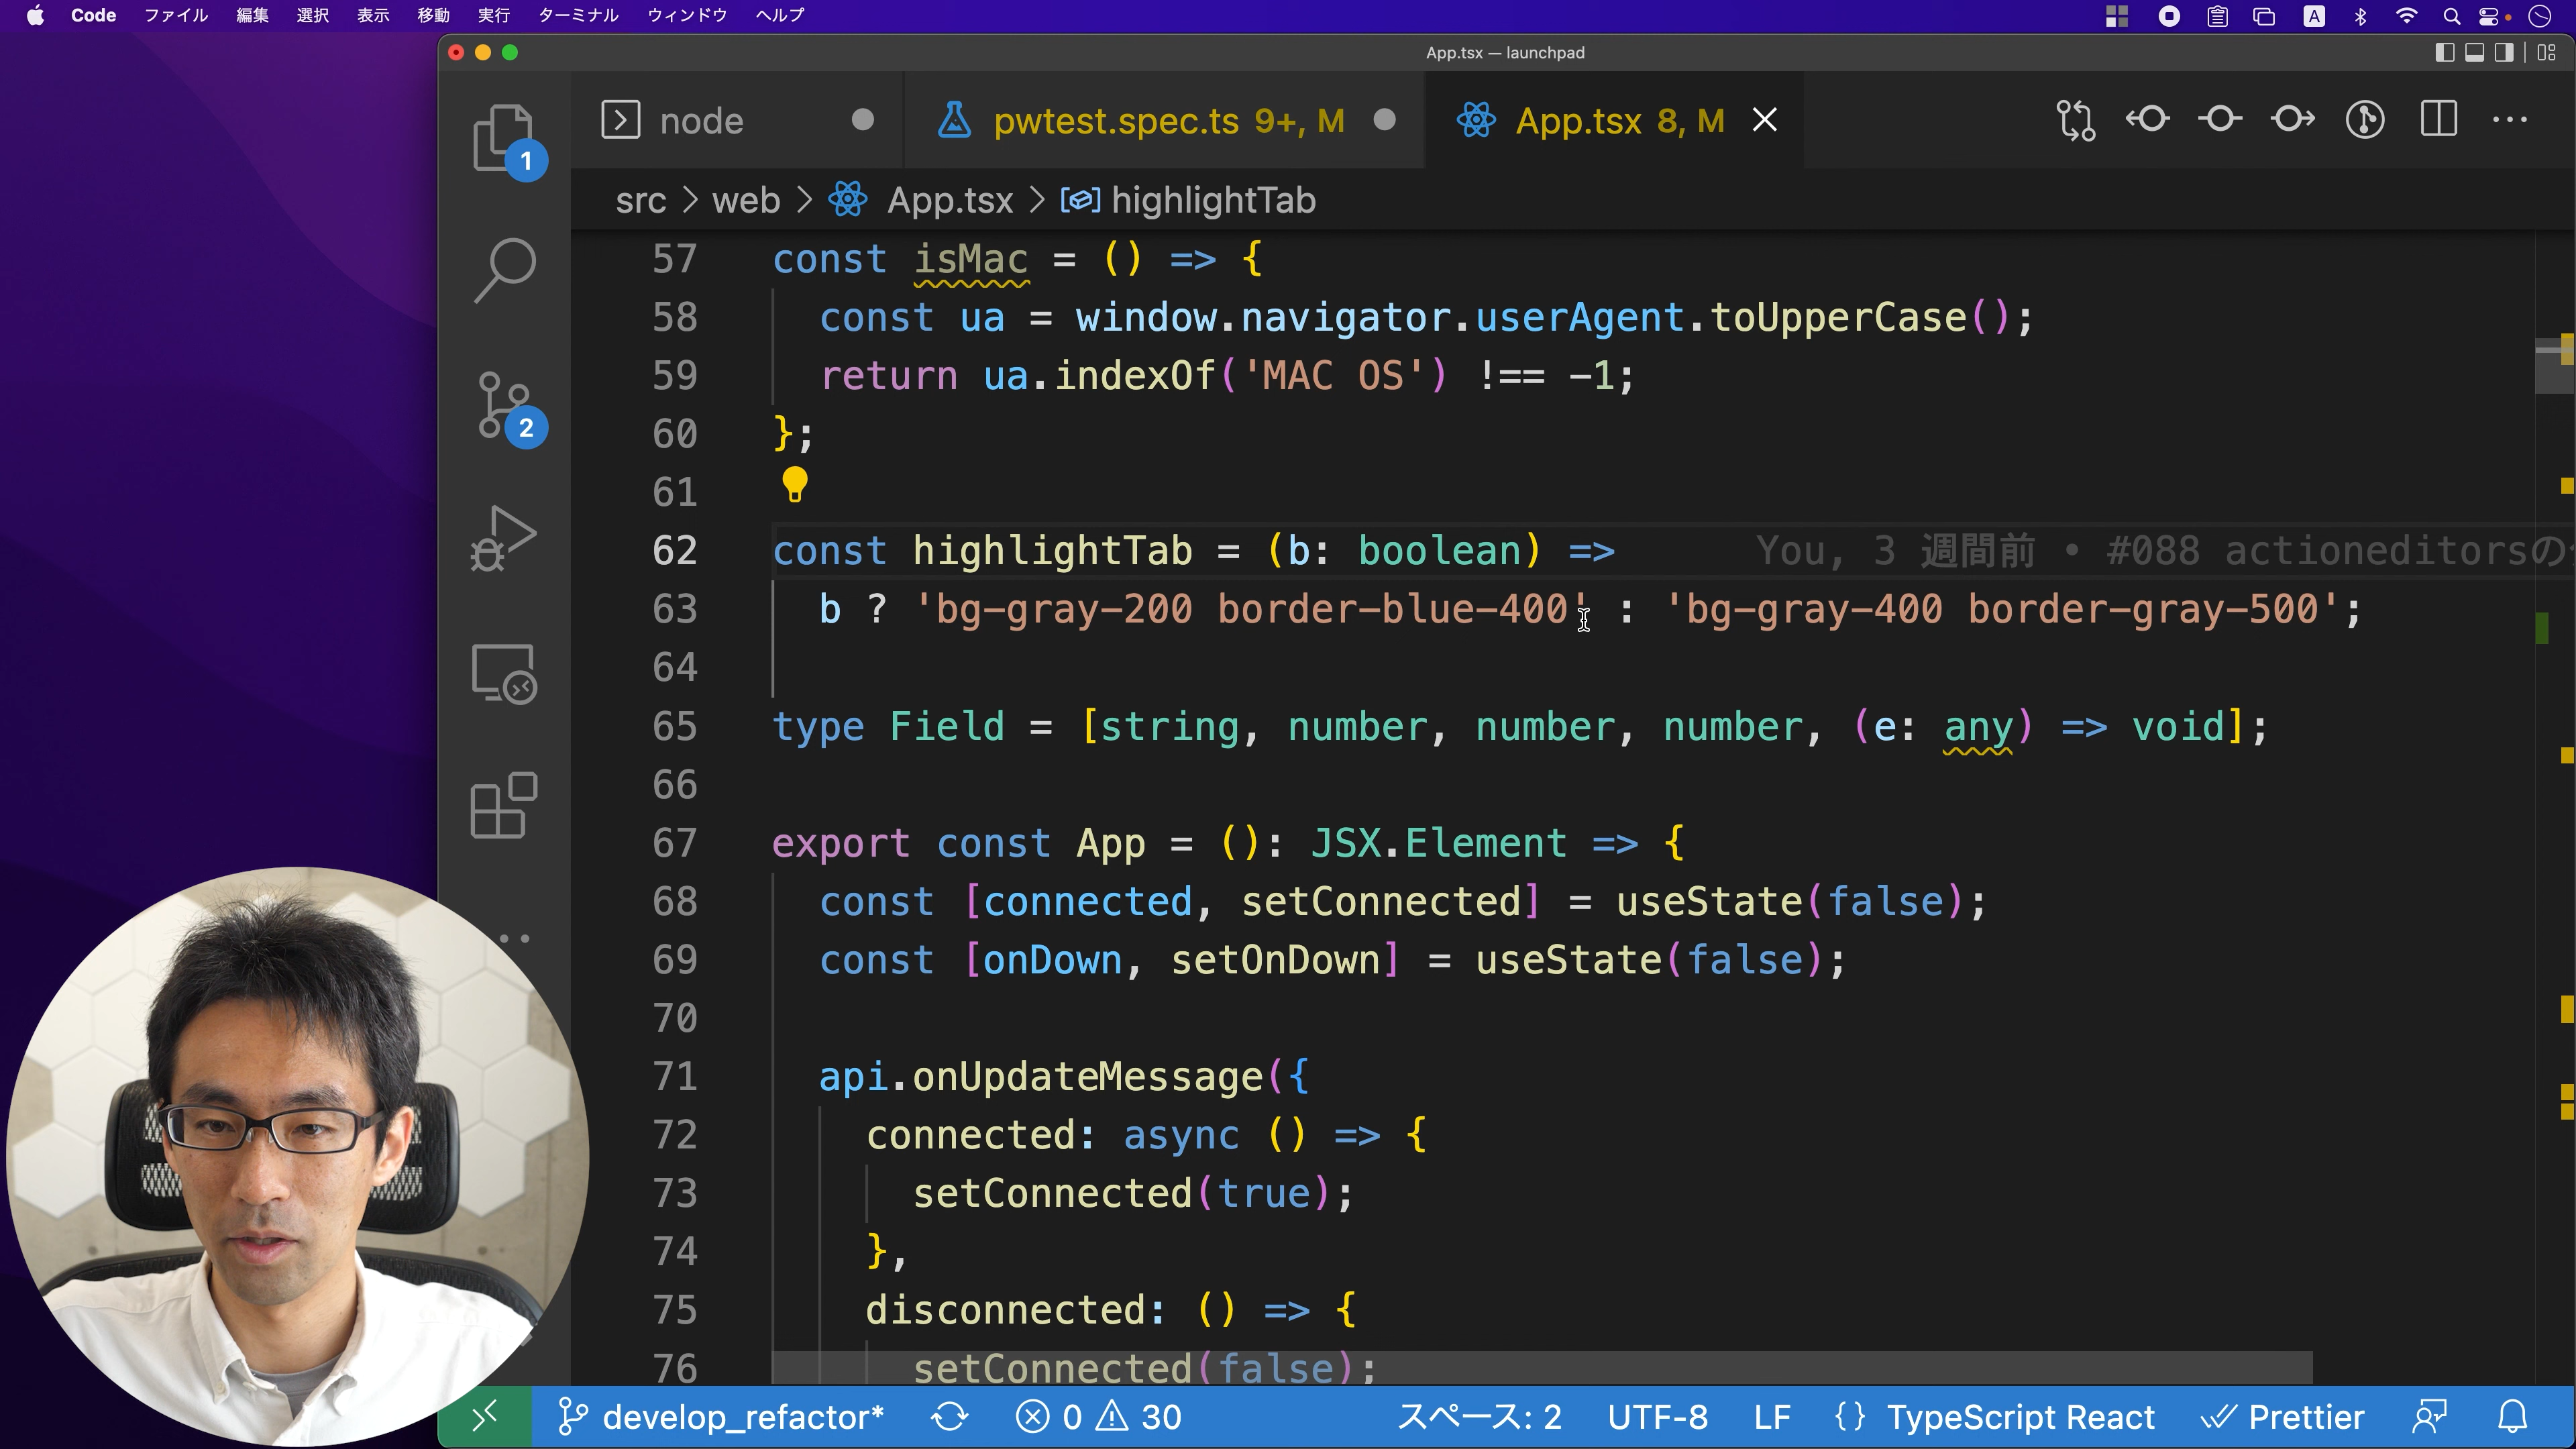 Code ファイル 編集 選択 表示 移動 実行 ターミナル ウィンドウ ヘルプ A
App.tsx — launchpad
node pwtest.spec.ts 9+, M App.tsx 8, M
1
src > web > App.tsx > highlightTab
57 const isMac = () => {
58 const ua = window.navigator.userAgent.toUpperCase();
59 return ua.indexOf('MAC OS') !== -1;
60 };
2
61
62 const highlightTab = (b: boolean) => You, 3 週間前 • #088 actioneditorsの
63 b ? 'bg-gray-200 border-blue-400' : 'bg-gray-400 border-gray-500';
64
65 type Field = [string, number, number, number, (e: any) => void];
66
67 export const App = (): JSX.Element => {
68 const [connected, setConnected] = useState(false);
69 const [onDown, setOnDown] = useState(false);
70
71 api.onUpdateMessage({
72 connected: async () => {
73 setConnected(true);
74 },
75 disconnected: () => {
76 setConnected(false);
develop_refactor* 0 30 スペース: 2 UTF-8 LF {} TypeScript React Prettier